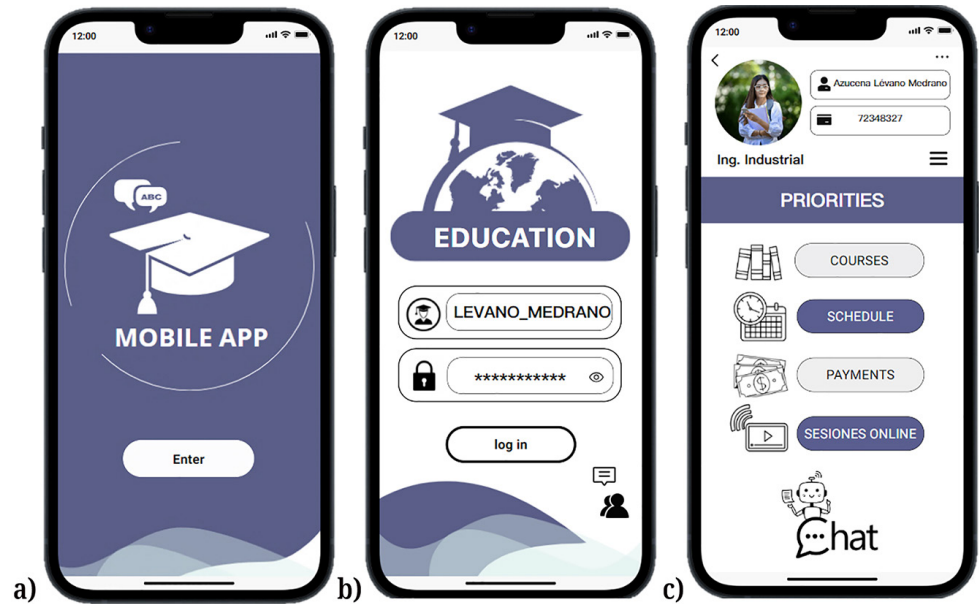 12:00
ABC
MOBILE APP
Enter
a)
12:00
EDUCATION
LEVANO_MEDRANO
***********
log in
b)
12:00
Azucena Lévano Medrano
72348327
Ing. Industrial
PRIORITIES
COURSES
SCHEDULE
PAYMENTS
SESIONES ONLINE
Chat
c)